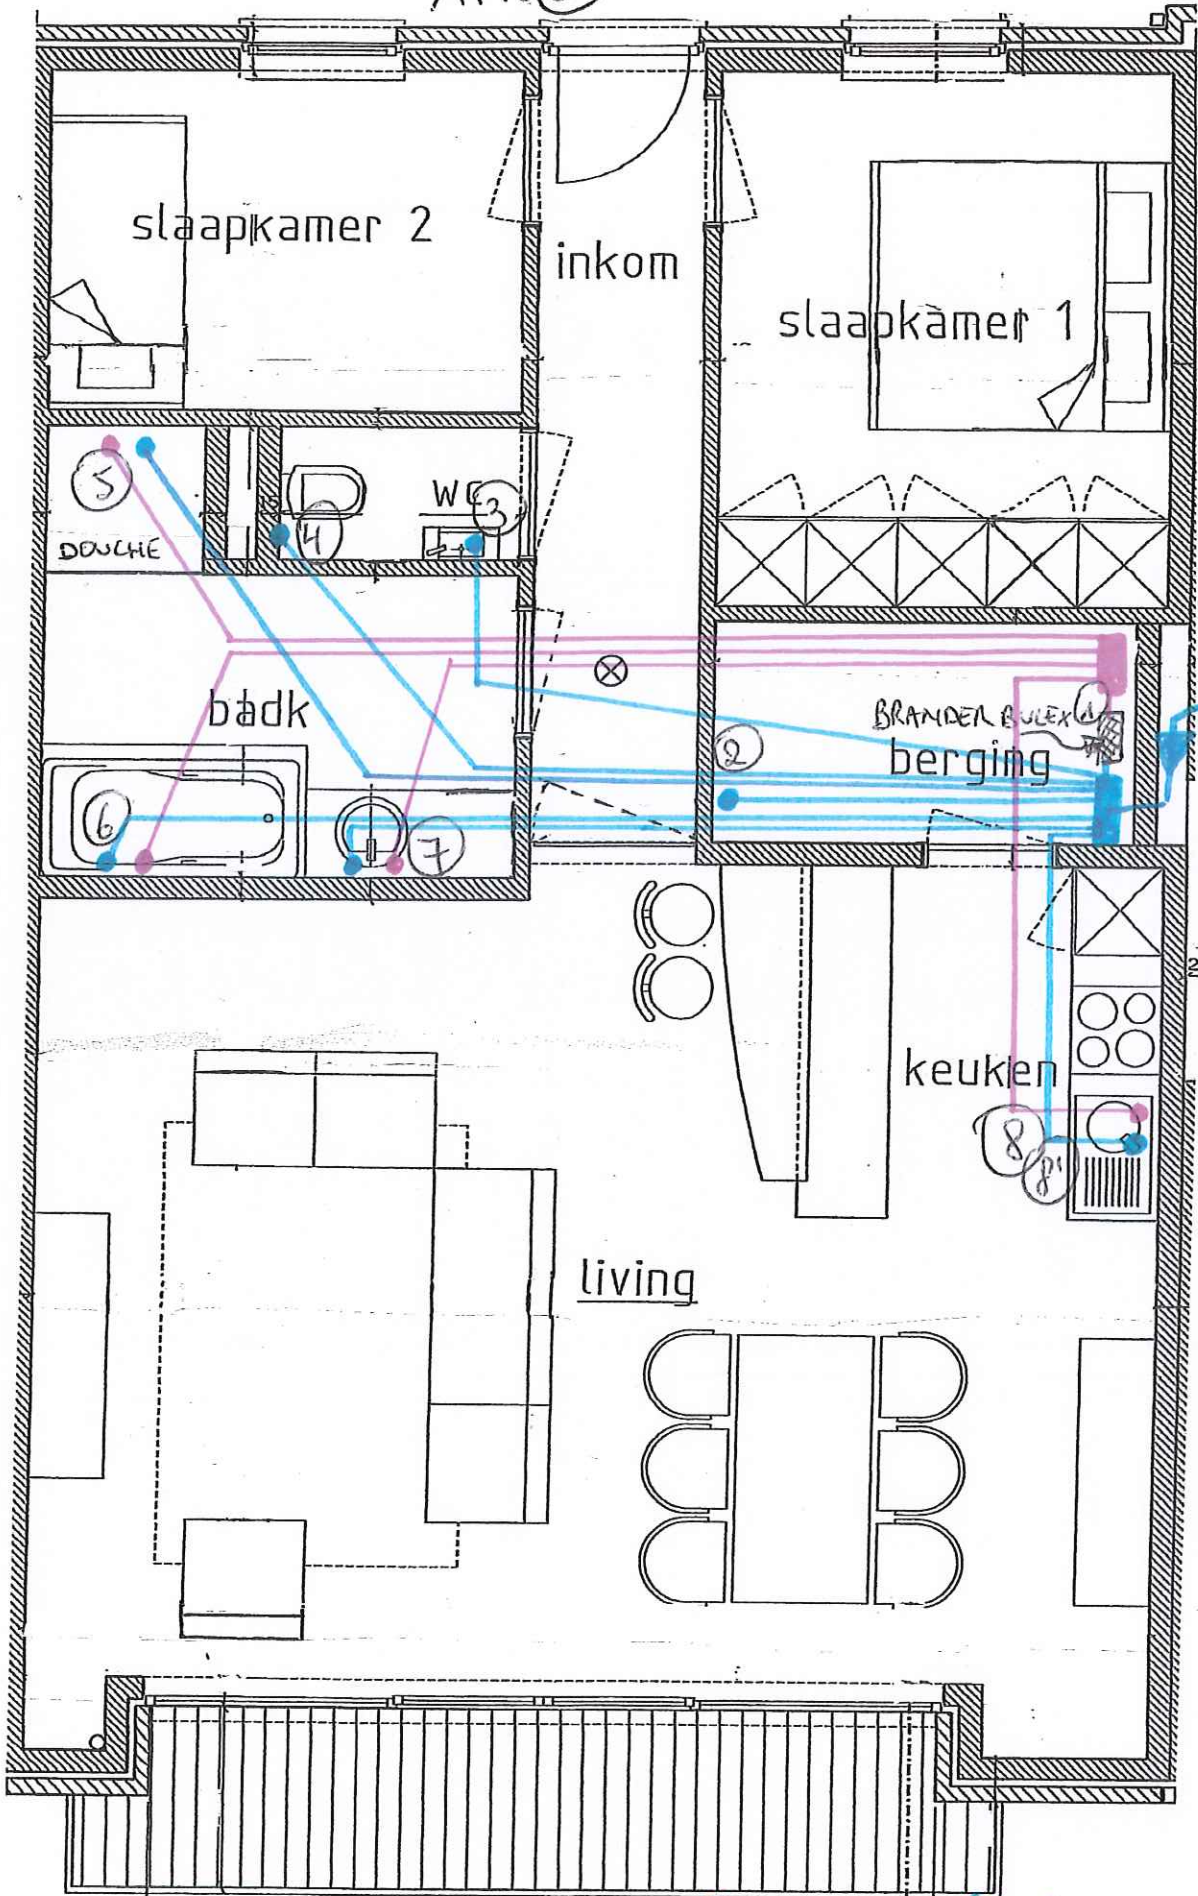 slaapkamer 2
inkom
slaapkamer 1
5
DOUCHE
4
WC
3
badk
BRANDER BULEX 1
2
berging
6
7
keuken
8
8'
living
2